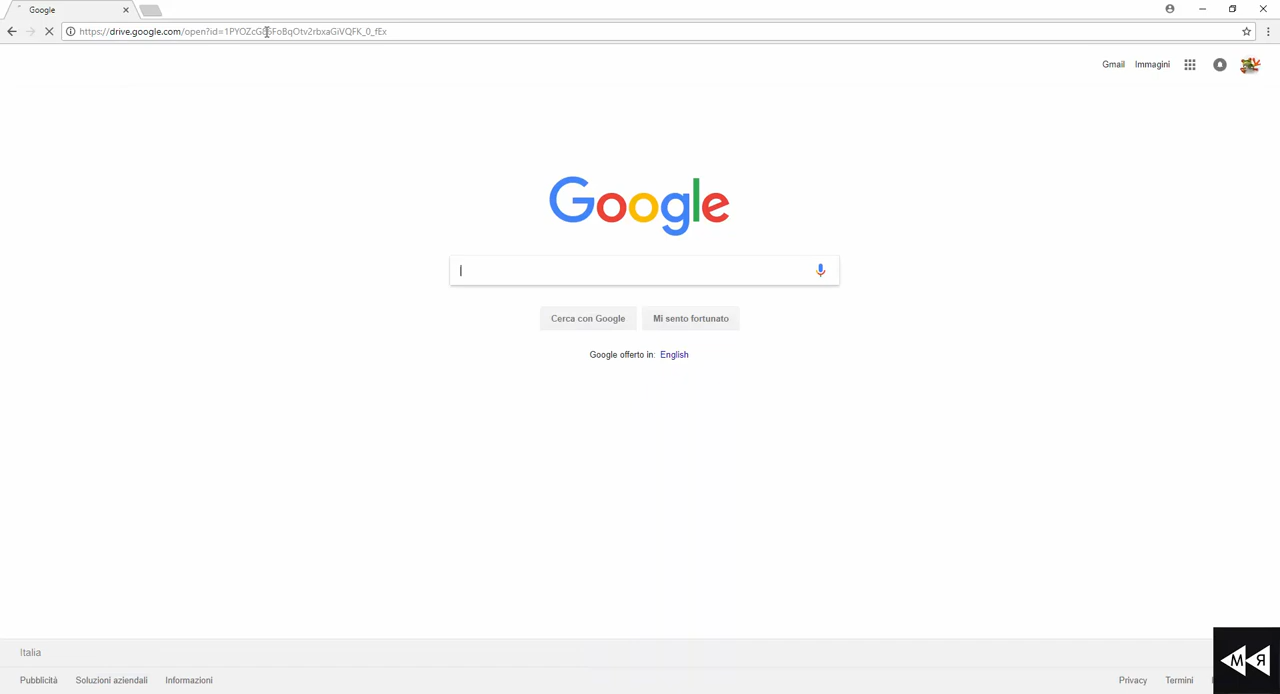 Google
https://drive.google.com/open?id=1PYOZcG
Gmail Immagini
Google
Cerca con Google Mi sento fortunato
Google offerto in: English
Italia
Pubblicità Soluzioni aziendali Informazioni
Privacy Termini
MR